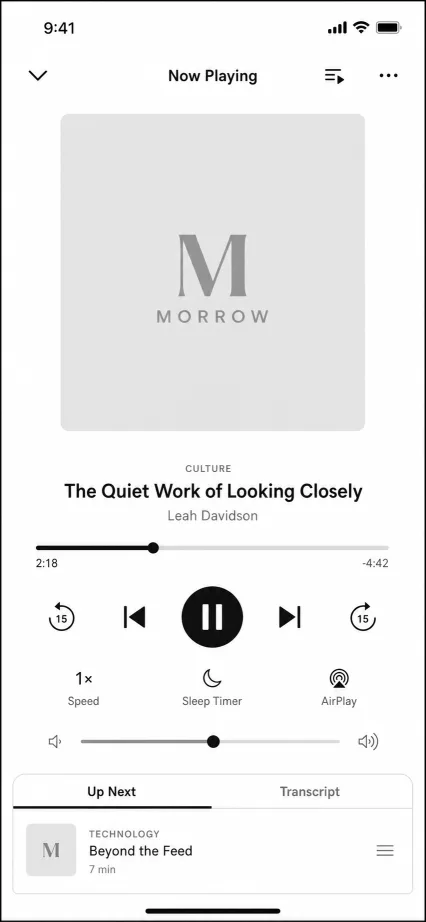 9:41
Now Playing
M
MORROW
CULTURE
The Quiet Work of Looking Closely
Leah Davidson
2:18 -4:42
15 15
1×
Speed Sleep Timer AirPlay
Up Next Transcript
M
TECHNOLOGY
Beyond the Feed
7 min